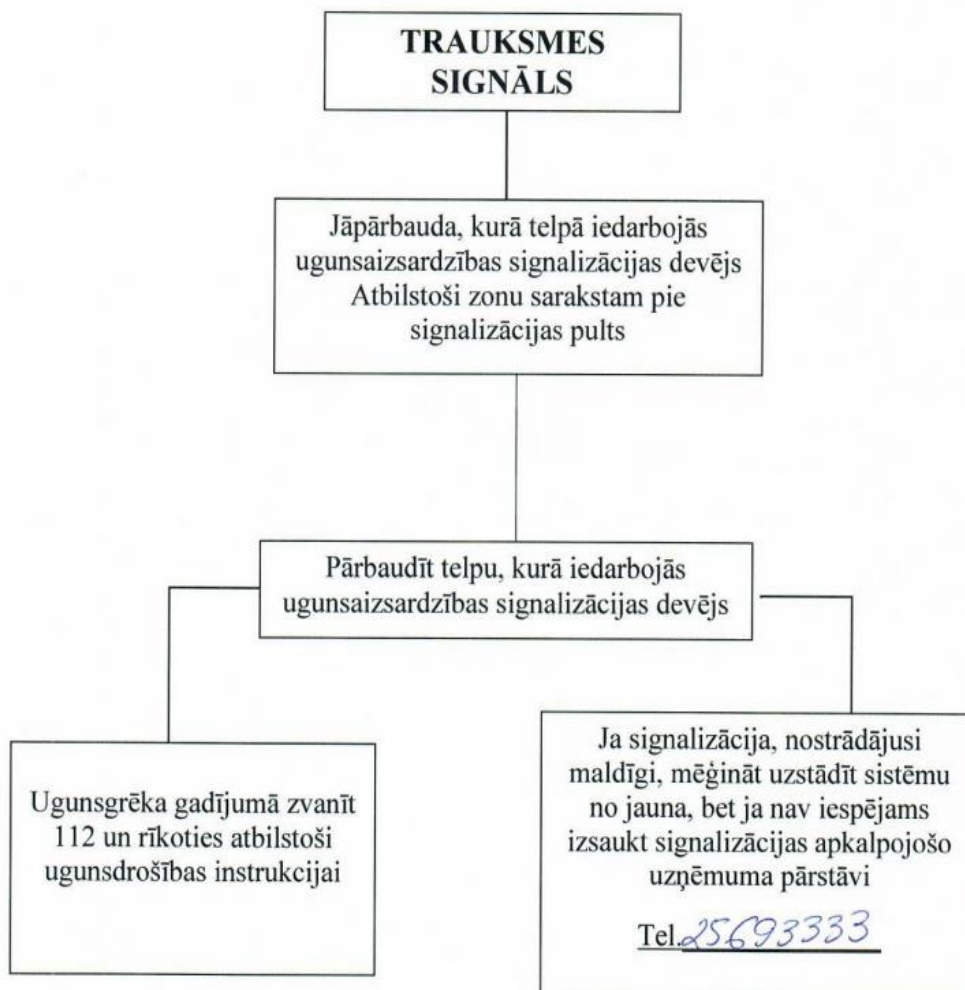 TRAUKSMES
SIGNĀLS
Jāpārbauda, kurā telpā iedarbojās
ugunsaizsardzības signalizācijas devējs
Atbilstoši zonu sarakstam pie
signalizācijas pults
Pārbaudīt telpu, kurā iedarbojās
ugunsaizsardzības signalizācijas devējs
Ugunsgrēka gadījumā zvanīt
112 un rīkoties atbilstoši
ugunsdrošības instrukcijai
Ja signalizācija, nostrādājusi
maldīgi, mēģināt uzstādīt sistēmu
no jauna, bet ja nav iespējams
izsaukt signalizācijas apkalpojošo
uzņēmuma pārstāvi
Tel. 25693333